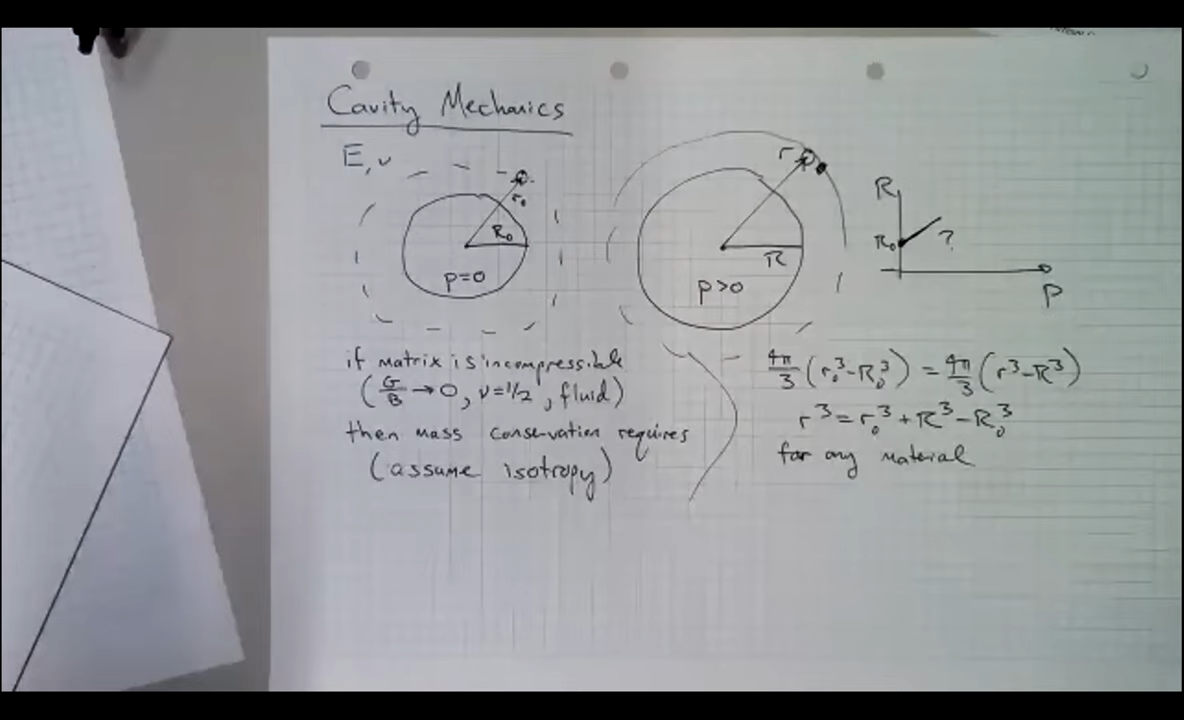 Cavity Mechanics
E, ν
r₀
R₀
p=0
r
R
p>0
R
R₀
?
p
if matrix is incompressible
(G/B → 0, ν=1/2, fluid)
then mass conservation requires
(assume isotropy)
4π/3 (r₀³-R₀³) = 4π/3 (r³-R³)
r³ = r₀³ + R³ - R₀³
for any material